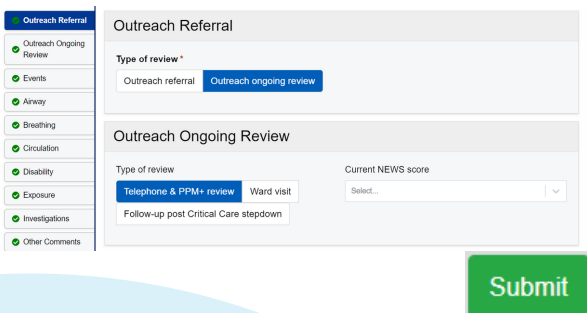 Outreach Referral
Outreach Ongoing
Review
Events
Airway
Breathing
Circulation
Disability
Exposure
Investigations
Other Comments
Outreach Referral
Type of review *
Outreach referral Outreach ongoing review
Outreach Ongoing Review
Type of review Current NEWS score
Telephone & PPM+ review Ward visit Select...
Follow-up post Critical Care stepdown
Submit